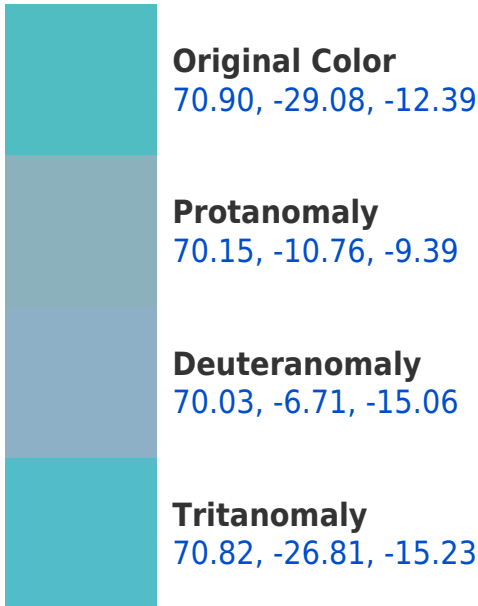 Original Color
70.90, -29.08, -12.39
Protanomaly
70.15, -10.76, -9.39
Deuteranomaly
70.03, -6.71, -15.06
Tritanomaly
70.82, -26.81, -15.23